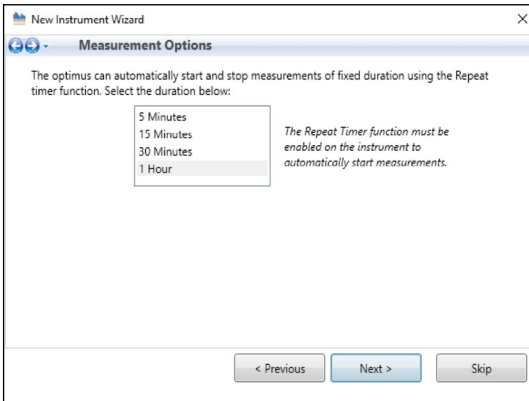 New Instrument Wizard
Measurement Options
The optimus can automatically start and stop measurements of fixed duration using the Repeat
timer function. Select the duration below:
5 Minutes
15 Minutes
30 Minutes
1 Hour
The Repeat Timer function must be
enabled on the instrument to
automatically start measurements.
< Previous
Next >
Skip